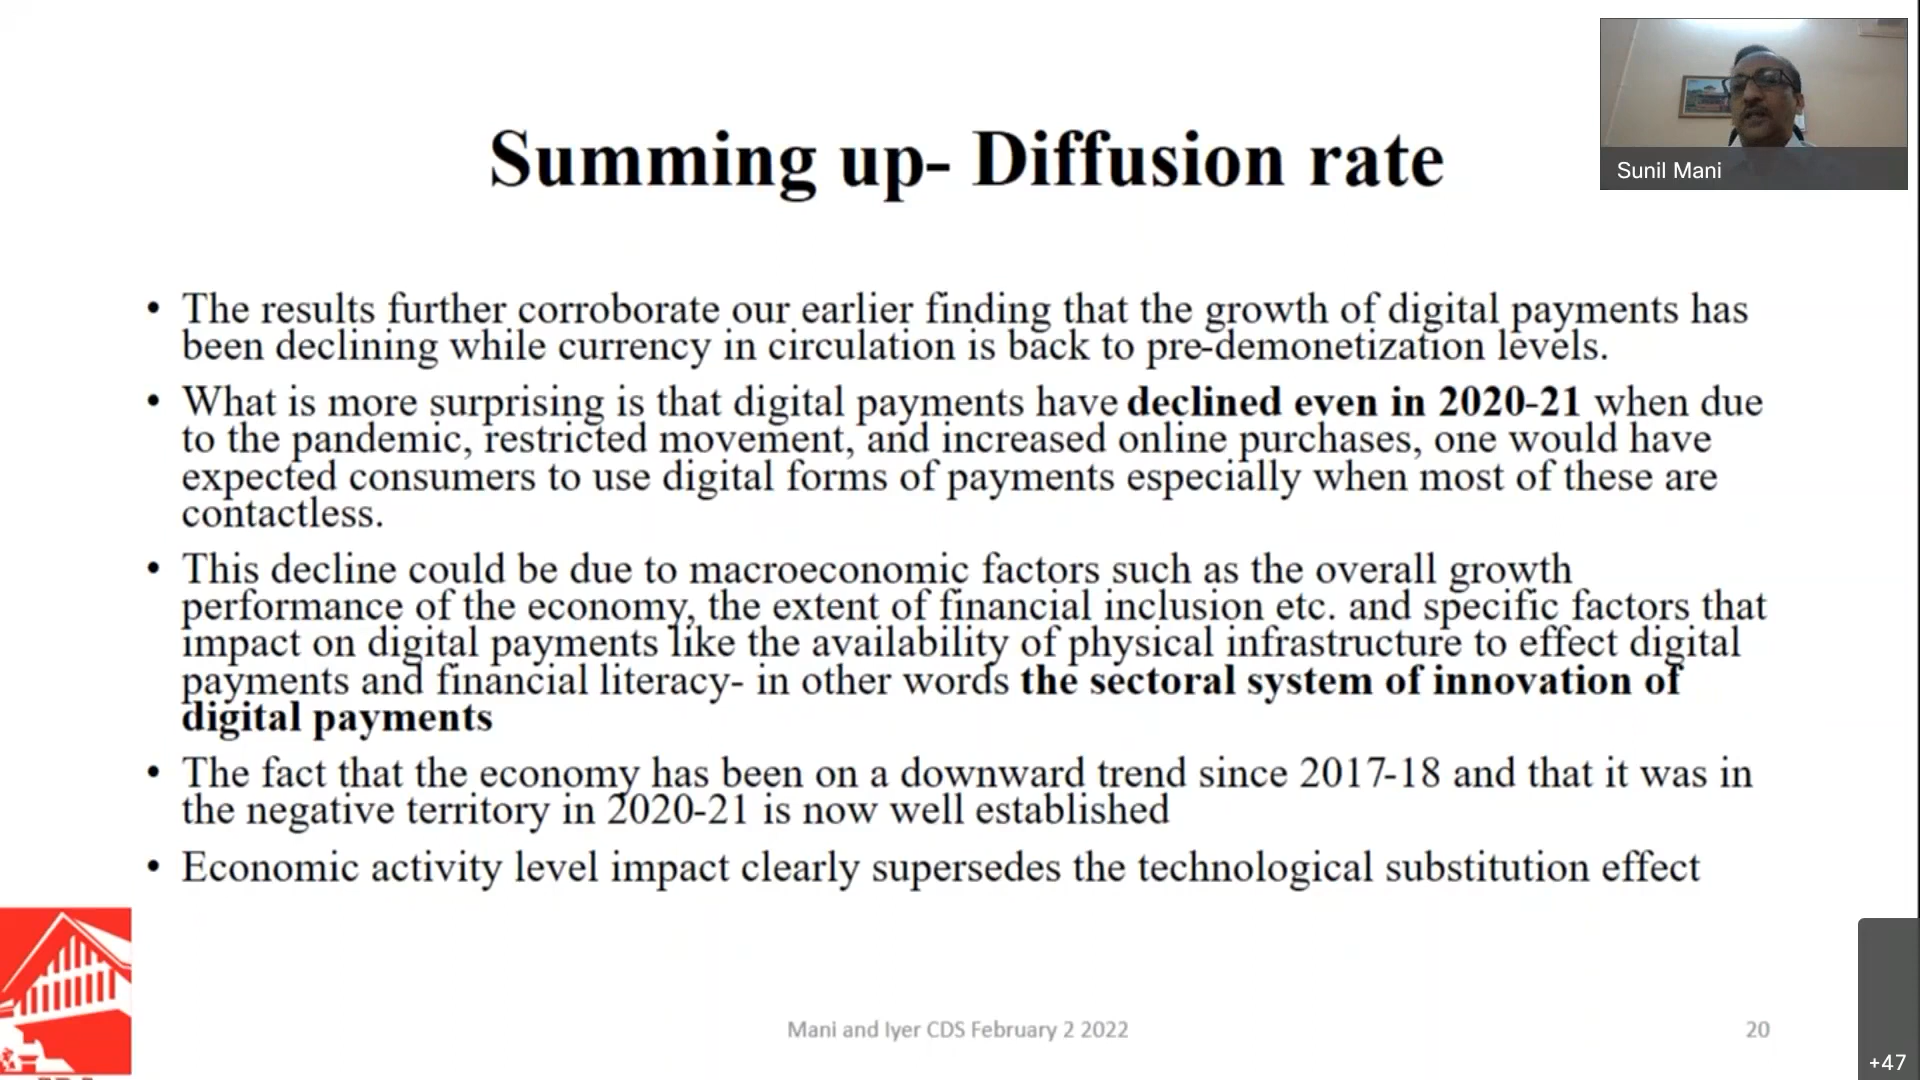 Summing up- Diffusion rate
Sunil Mani
• The results further corroborate our earlier finding that the growth of digital payments has
been declining while currency in circulation is back to pre-demonetization levels.
• What is more surprising is that digital payments have declined even in 2020-21 when due
to the pandemic, restricted movement, and increased online purchases, one would have
expected consumers to use digital forms of payments especially when most of these are
contactless.
• This decline could be due to macroeconomic factors such as the overall growth
performance of the economy, the extent of financial inclusion etc. and specific factors that
impact on digital payments like the availability of physical infrastructure to effect digital
payments and financial literacy- in other words the sectoral system of innovation of
digital payments
• The fact that the economy has been on a downward trend since 2017-18 and that it was in
the negative territory in 2020-21 is now well established
• Economic activity level impact clearly supersedes the technological substitution effect
Mani and Iyer CDS February 2 2022
20
+47